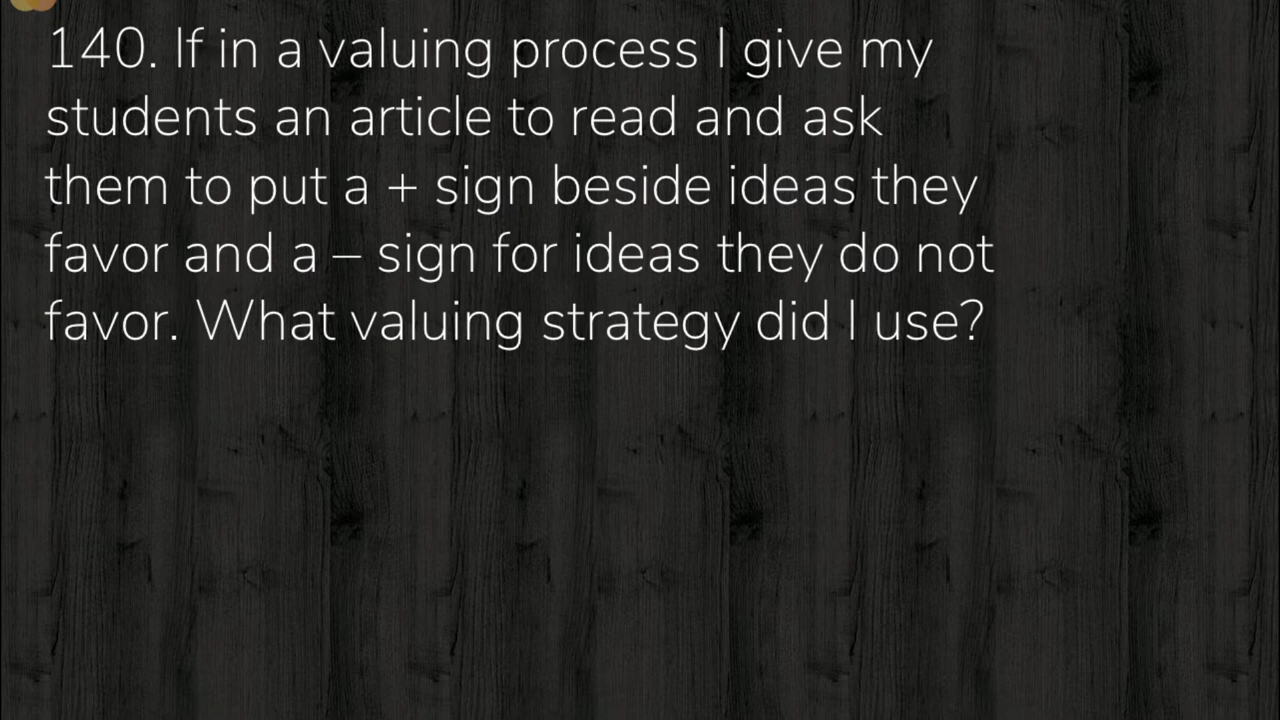 140. If in a valuing process I give my
students an article to read and ask
them to put a + sign beside ideas they
favor and a – sign for ideas they do not
favor. What valuing strategy did I use?